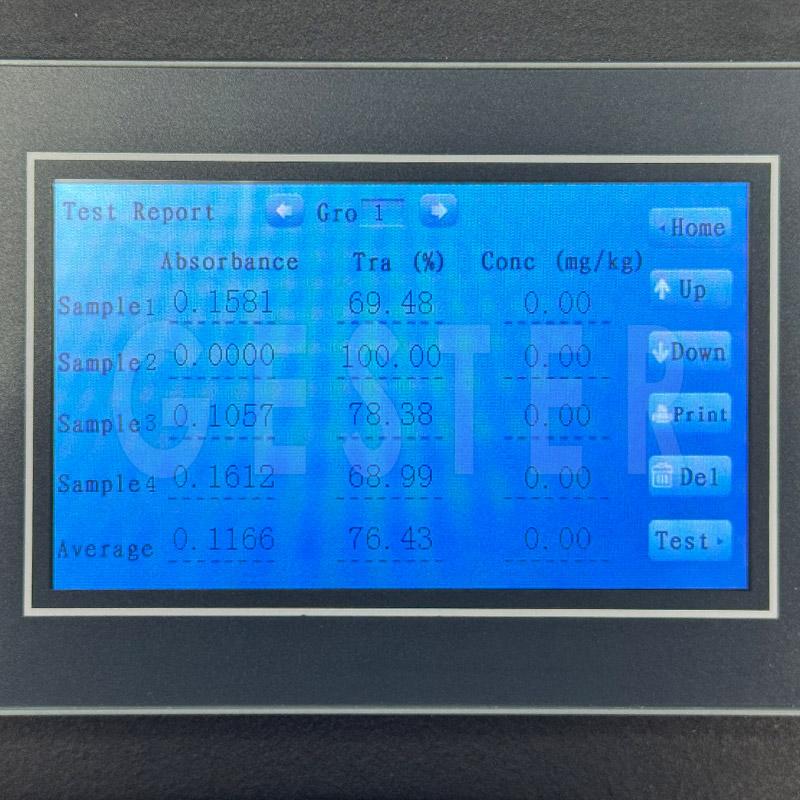 Test Report Gro 1
Home
Absorbance Tra (%) Conc (mg/kg)
Up
Sample1 0.1581 69.48 0.00
Sample2 0.0000 100.00 0.00
Down
Sample3 0.1057 78.38 0.00
Print
Sample4 0.1612 68.99 0.00
Del
Average 0.1166 76.43 0.00
Test
GESTER